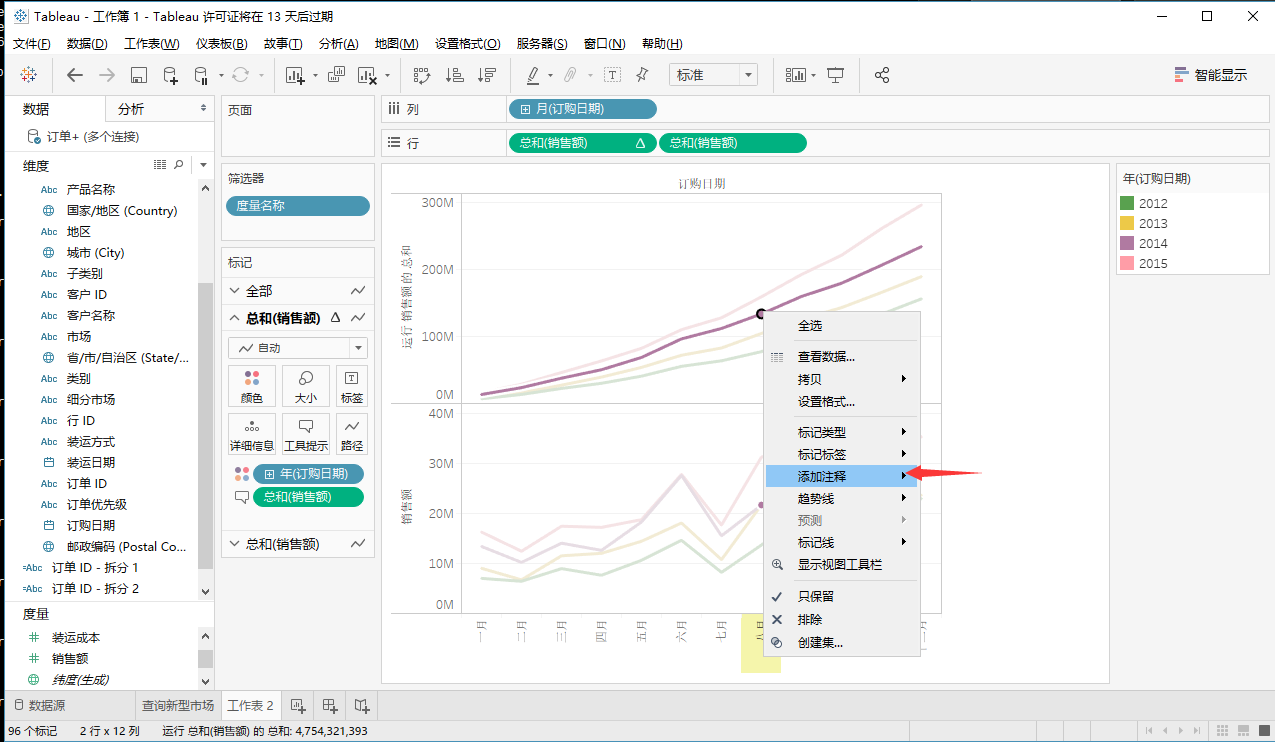 Tableau - 工作簿 1 - Tableau 许可证将在 13 天后过期
文件(F) 数据(D) 工作表(W) 仪表板(B) 故事(T) 分析(A) 地图(M) 设置格式(O) 服务器(S) 窗口(N) 帮助(H)
标准
智能显示
数据 分析
订单+ (多个连接)
维度
Abc 产品名称
国家/地区 (Country)
Abc 地区
城市 (City)
Abc 子类别
Abc 客户 ID
Abc 客户名称
Abc 市场
省/市/自治区 (State/...
Abc 类别
Abc 细分市场
Abc 行 ID
Abc 装运方式
装运日期
Abc 订单 ID
Abc 订单优先级
订购日期
邮政编码 (Postal Co...
=Abc 订单 ID - 拆分 1
=Abc 订单 ID - 拆分 2
度量
装运成本
销售额
纬度(生成)
页面
筛选器
度量名称
标记
全部
总和(销售额) Δ
自动
颜色 大小 标签
详细信息 工具提示 路径
年(订购日期)
总和(销售额)
总和(销售额)
列 月(订购日期)
行 总和(销售额) Δ 总和(销售额)
订购日期
运行 销售额 的 总和
300M
200M
100M
0M
销售额
40M
30M
20M
10M
0M
一月 二月 三月 四月 五月 六月 七月 八月
全选
查看数据...
拷贝
设置格式...
标记类型
标记标签
添加注释
趋势线
预测
标记线
显示视图工具栏
只保留
排除
创建集...
年(订购日期)
2012
2013
2014
2015
数据源 查询新型市场 工作表 2
96 个标记 2 行 x 12 列 运行 总和(销售额) 的 总和: 4,754,321,393